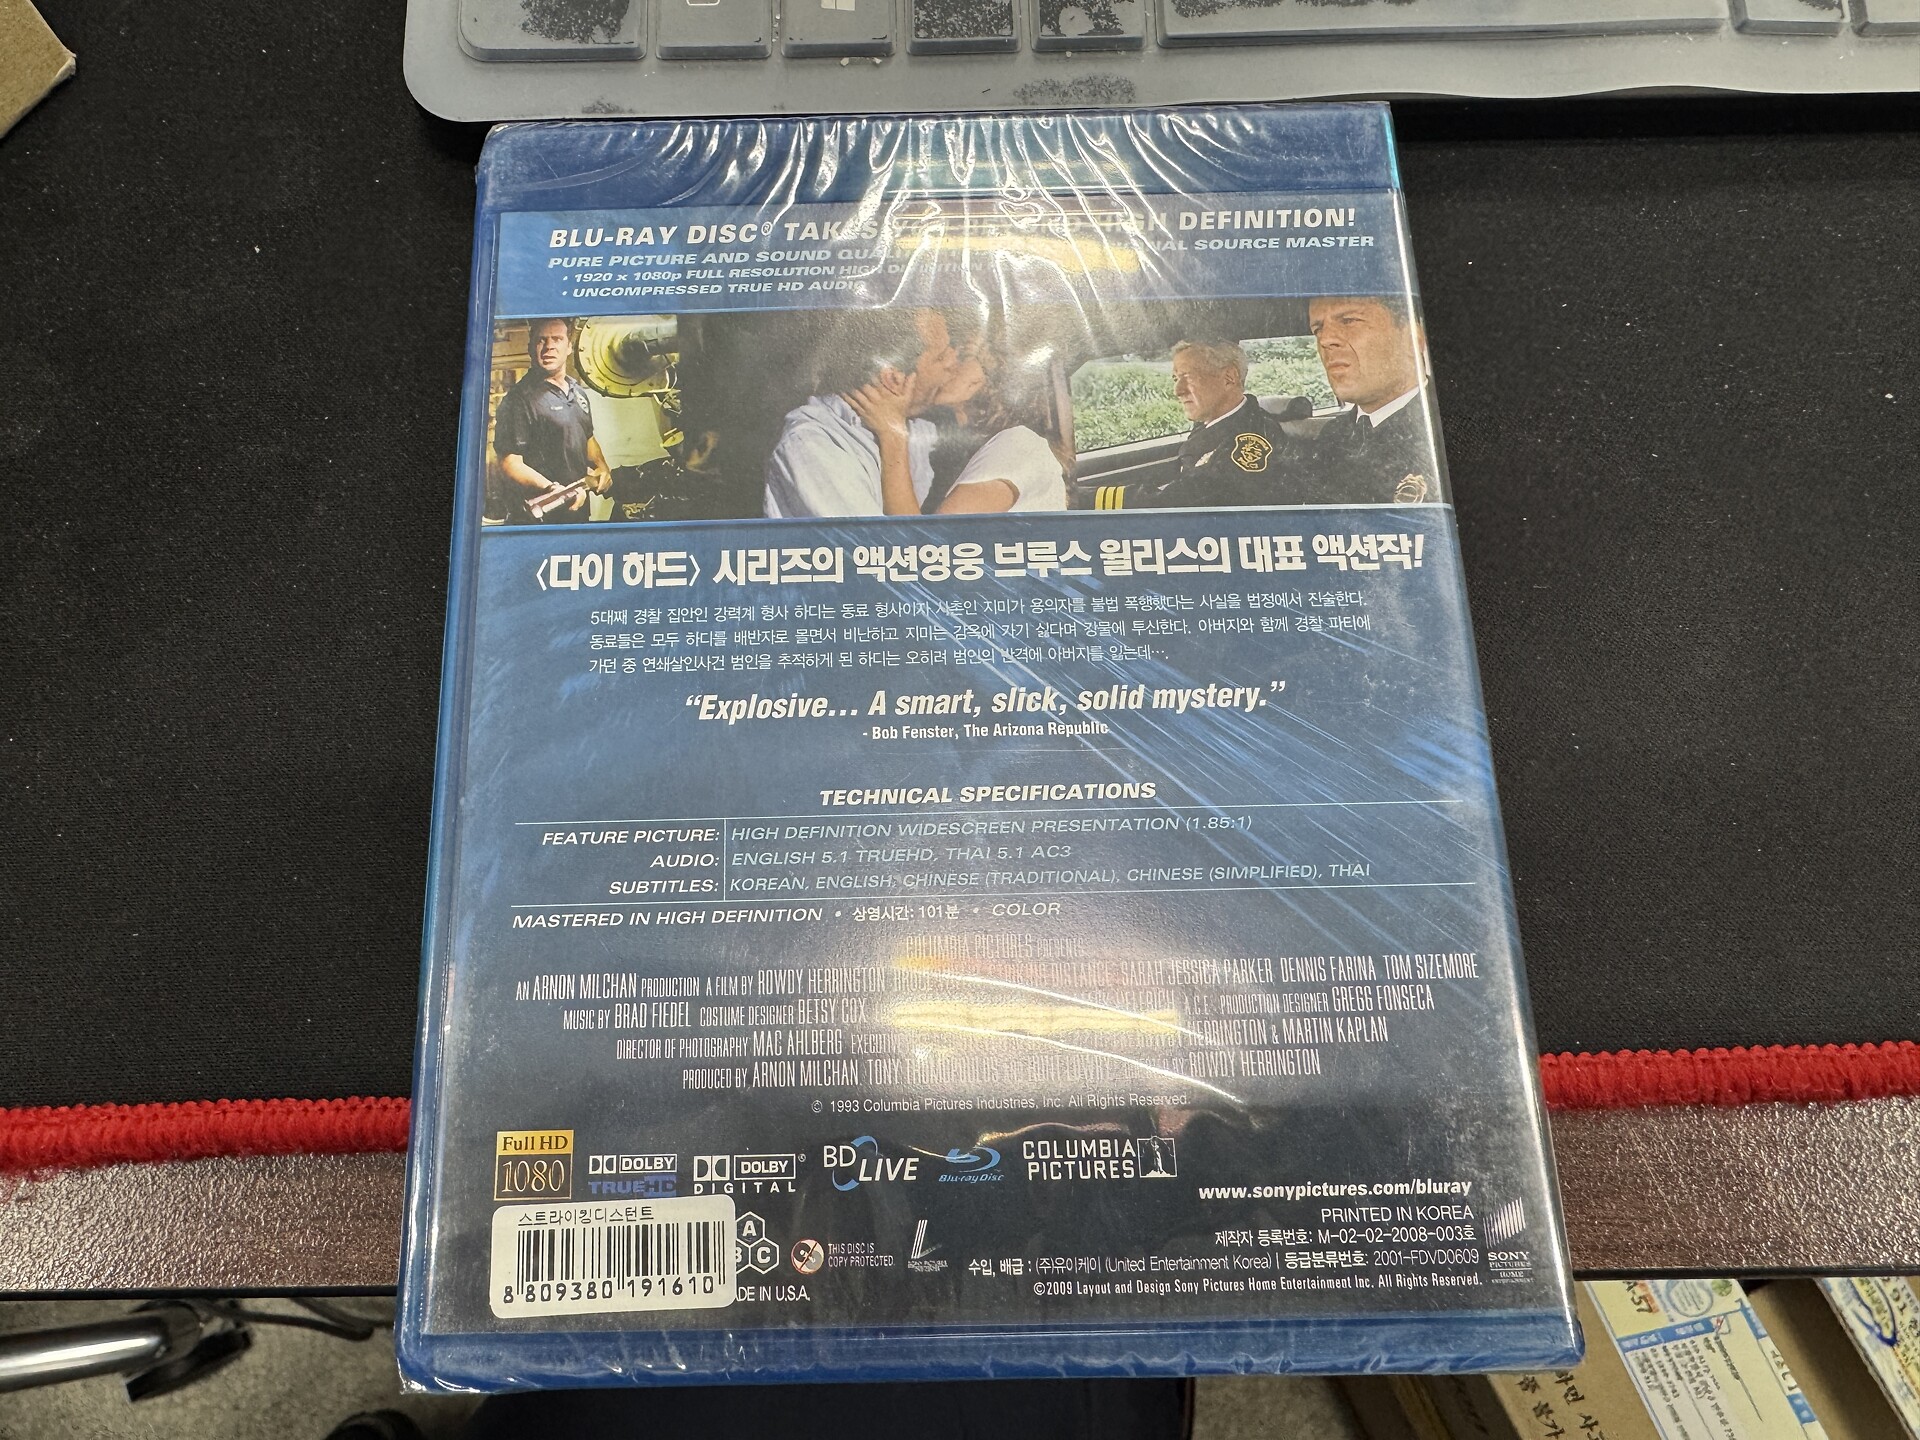 BLU-RAY DISC® TAKES HIGH DEFINITION!
PURE PICTURE AND SOUND QUALI NAL SOURCE MASTER
• 1920 x 1080p FULL RESOLUTION HIGH DEFINITION
• UNCOMPRESSED TRUE HD AUDIO
〈다이 하드〉 시리즈의 액션영웅 브루스 윌리스의 대표 액션작!
5대째 경찰 집안인 강력계 형사 하디는 동료 형사이자 사촌인 지미가 용의자를 불법 폭행했다는 사실을 법정에서 진술한다.
동료들은 모두 하디를 배반자로 몰면서 비난하고 지미는 감옥에 가기 싫다며 강물에 투신한다. 아버지와 함께 경찰 파티에
가던 중 연쇄살인사건 범인을 추적하게 된 하디는 오히려 범인의 반격에 아버지를 잃는데….
“Explosive... A smart, slick, solid mystery.”
- Bob Fenster, The Arizona Republic
TECHNICAL SPECIFICATIONS
FEATURE PICTURE: HIGH DEFINITION WIDESCREEN PRESENTATION (1.85:1)
AUDIO: ENGLISH 5.1 TRUEHD, THAI 5.1 AC3
SUBTITLES: KOREAN, ENGLISH, CHINESE (TRADITIONAL), CHINESE (SIMPLIFIED), THAI
MASTERED IN HIGH DEFINITION • 상영시간: 101분 • COLOR
COLUMBIA PICTURES PRESENTS
AN ARNON MILCHAN PRODUCTION A FILM BY ROWDY HERRINGTON DISTANCE SARAH JESSICA PARKER DENNIS FARINA TOM SIZEMORE
MUSIC BY BRAD FIEDEL COSTUME DESIGNER BETSY COX A.C.E. PRODUCTION DESIGNER GREGG FONSECA
DIRECTOR OF PHOTOGRAPHY MAC AHLBERG HERRINGTON & MARTIN KAPLAN
PRODUCED BY ARNON MILCHAN, TONY BY ROWDY HERRINGTON
© 1993 Columbia Pictures Industries, Inc. All Rights Reserved.
Full HD
1080
DOLBY
TRUEHD
DOLBY
DIGITAL
BD LIVE
Blu-ray Disc
COLUMBIA
PICTURES
www.sonypictures.com/bluray
PRINTED IN KOREA
제작자 등록번호: M-02-02-2008-003호
수입, 배급 : (주)유이케이 (United Entertainment Korea) | 등급분류번호: 2001-FDVD0609
©2009 Layout and Design Sony Pictures Home Entertainment Inc. All Rights Reserved.
SONY
PICTURES
HOME
ENTERTAINMENT
스트라이킹디스턴트
8 809380 191610
A
B C
THIS DISC IS
COPY PROTECTED.
ADE IN U.S.A.